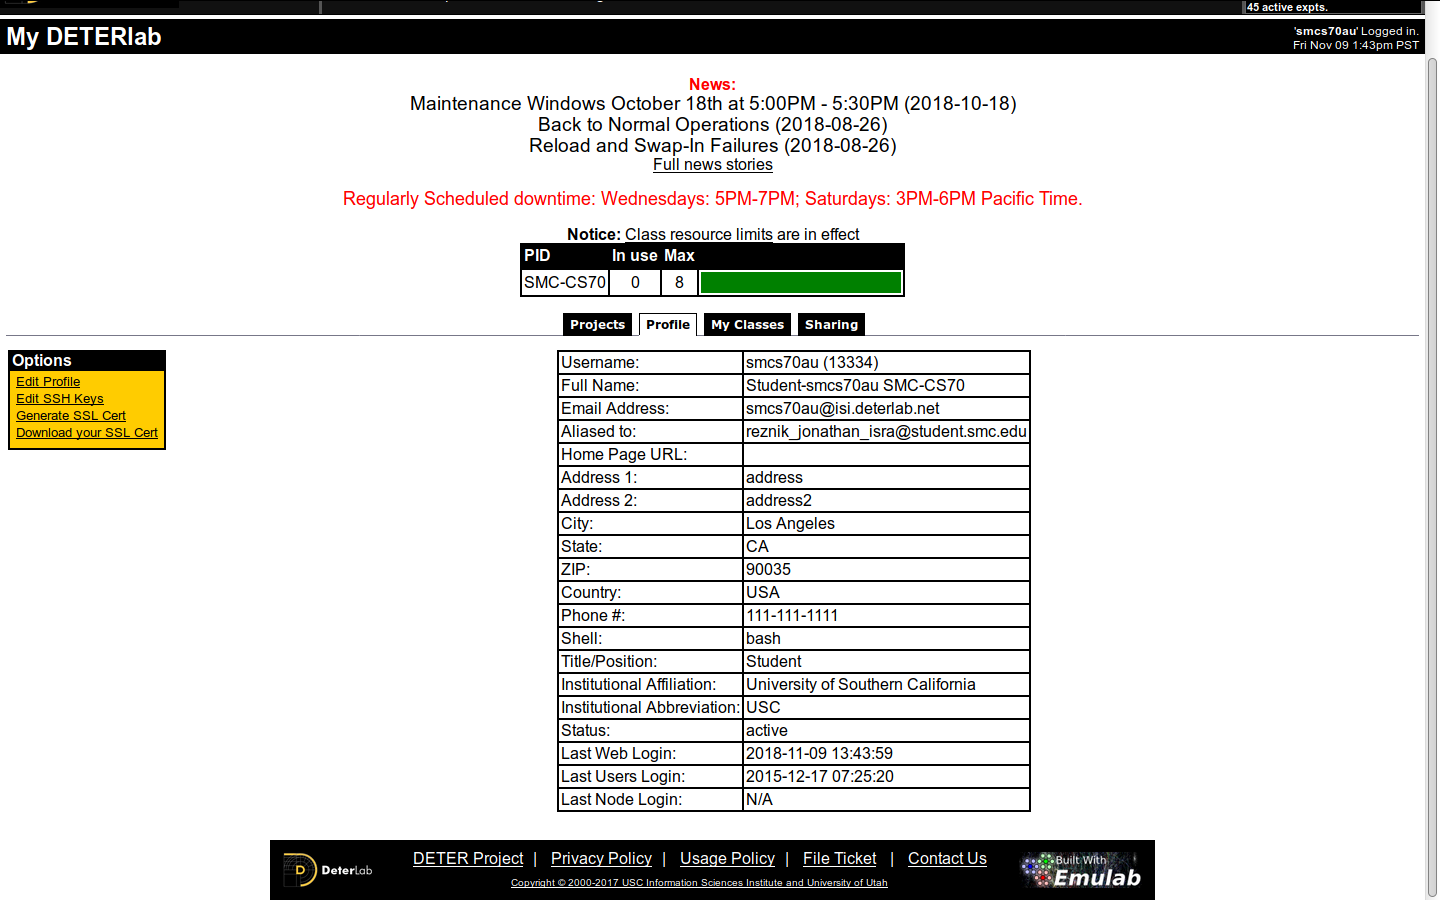 45 active expts.
My DETERlab
'smcs70au' Logged in.
Fri Nov 09 1:43pm PST
News:
Maintenance Windows October 18th at 5:00PM - 5:30PM (2018-10-18)
Back to Normal Operations (2018-08-26)
Reload and Swap-In Failures (2018-08-26)
Full news stories
Regularly Scheduled downtime: Wednesdays: 5PM-7PM; Saturdays: 3PM-6PM Pacific Time.
Notice: Class resource limits are in effect
PID In use Max
SMC-CS70 0 8
Projects Profile My Classes Sharing
Options
Edit Profile
Edit SSH Keys
Generate SSL Cert
Download your SSL Cert
Username: smcs70au (13334)
Full Name: Student-smcs70au SMC-CS70
Email Address: smcs70au@isi.deterlab.net
Aliased to: reznik_jonathan_isra@student.smc.edu
Home Page URL:
Address 1: address
Address 2: address2
City: Los Angeles
State: CA
ZIP: 90035
Country: USA
Phone #: 111-111-1111
Shell: bash
Title/Position: Student
Institutional Affiliation: University of Southern California
Institutional Abbreviation: USC
Status: active
Last Web Login: 2018-11-09 13:43:59
Last Users Login: 2015-12-17 07:25:20
Last Node Login: N/A
DeterLab
DETER Project | Privacy Policy | Usage Policy | File Ticket | Contact Us
Copyright © 2000-2017 USC Information Sciences Institute and University of Utah
Built With
Emulab